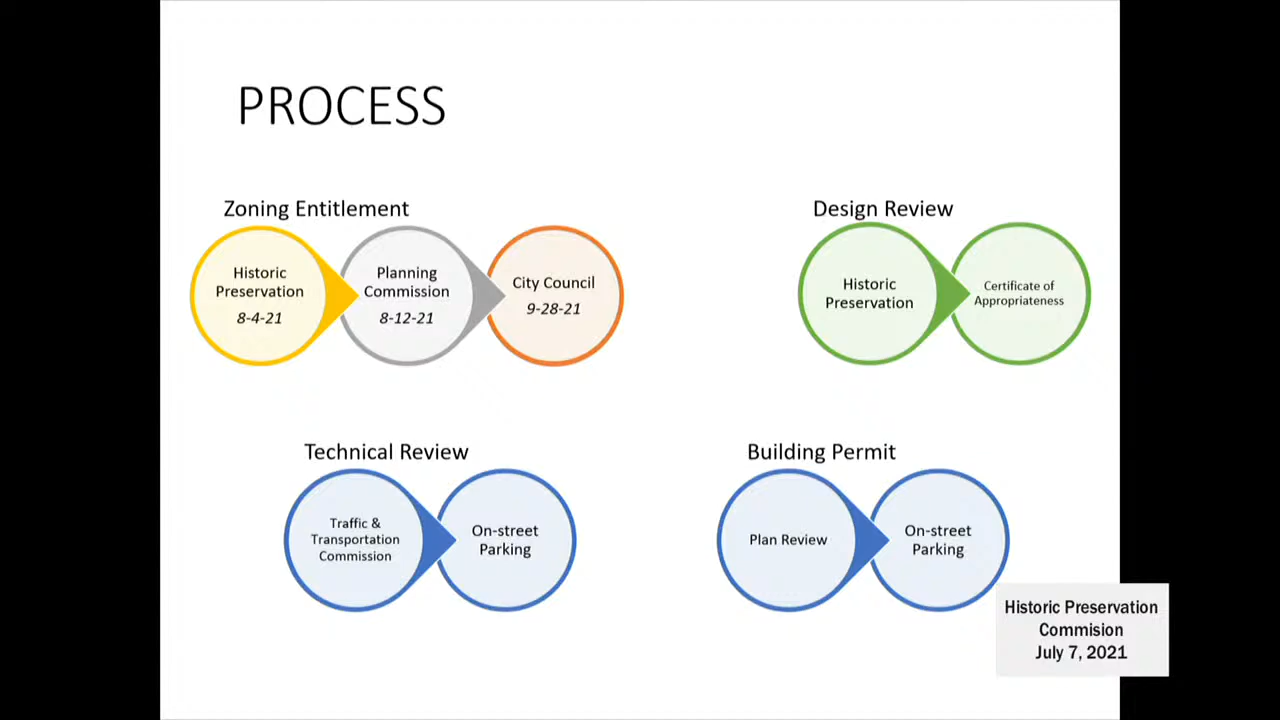 PROCESS
Zoning Entitlement
Historic
Preservation
8-4-21
Planning
Commission
8-12-21
City Council
9-28-21
Design Review
Historic
Preservation
Certificate of
Appropriateness
Technical Review
Traffic &
Transportation
Commission
On-street
Parking
Building Permit
Plan Review
On-street
Parking
Historic Preservation
Commision
July 7, 2021